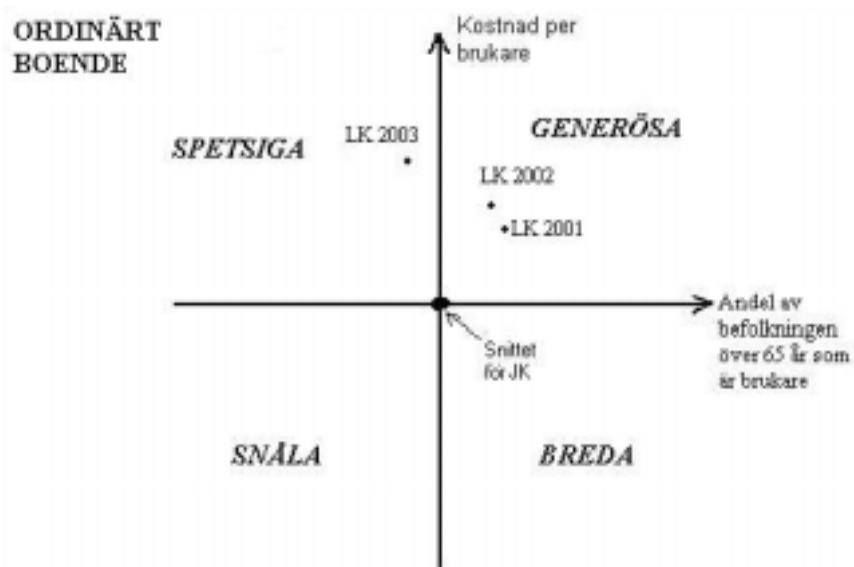 ORDINÄRT
BOENDE
Kostnad per
brukare
SPETSIGA
LK 2003
GENERÖSA
LK 2002
LK 2001
Andel av
befolkningen
över 65 år som
är brukare
Snittet
för JK
SNÅLA
BREDA